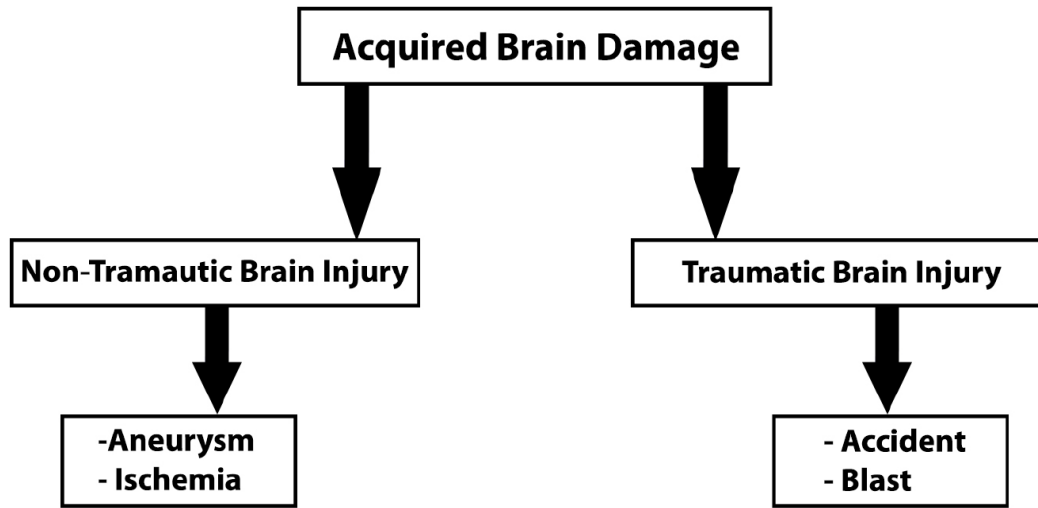 Acquired Brain Damage
Non-Tramautic Brain Injury
Traumatic Brain Injury
-Aneurysm
- Ischemia
- Accident
- Blast